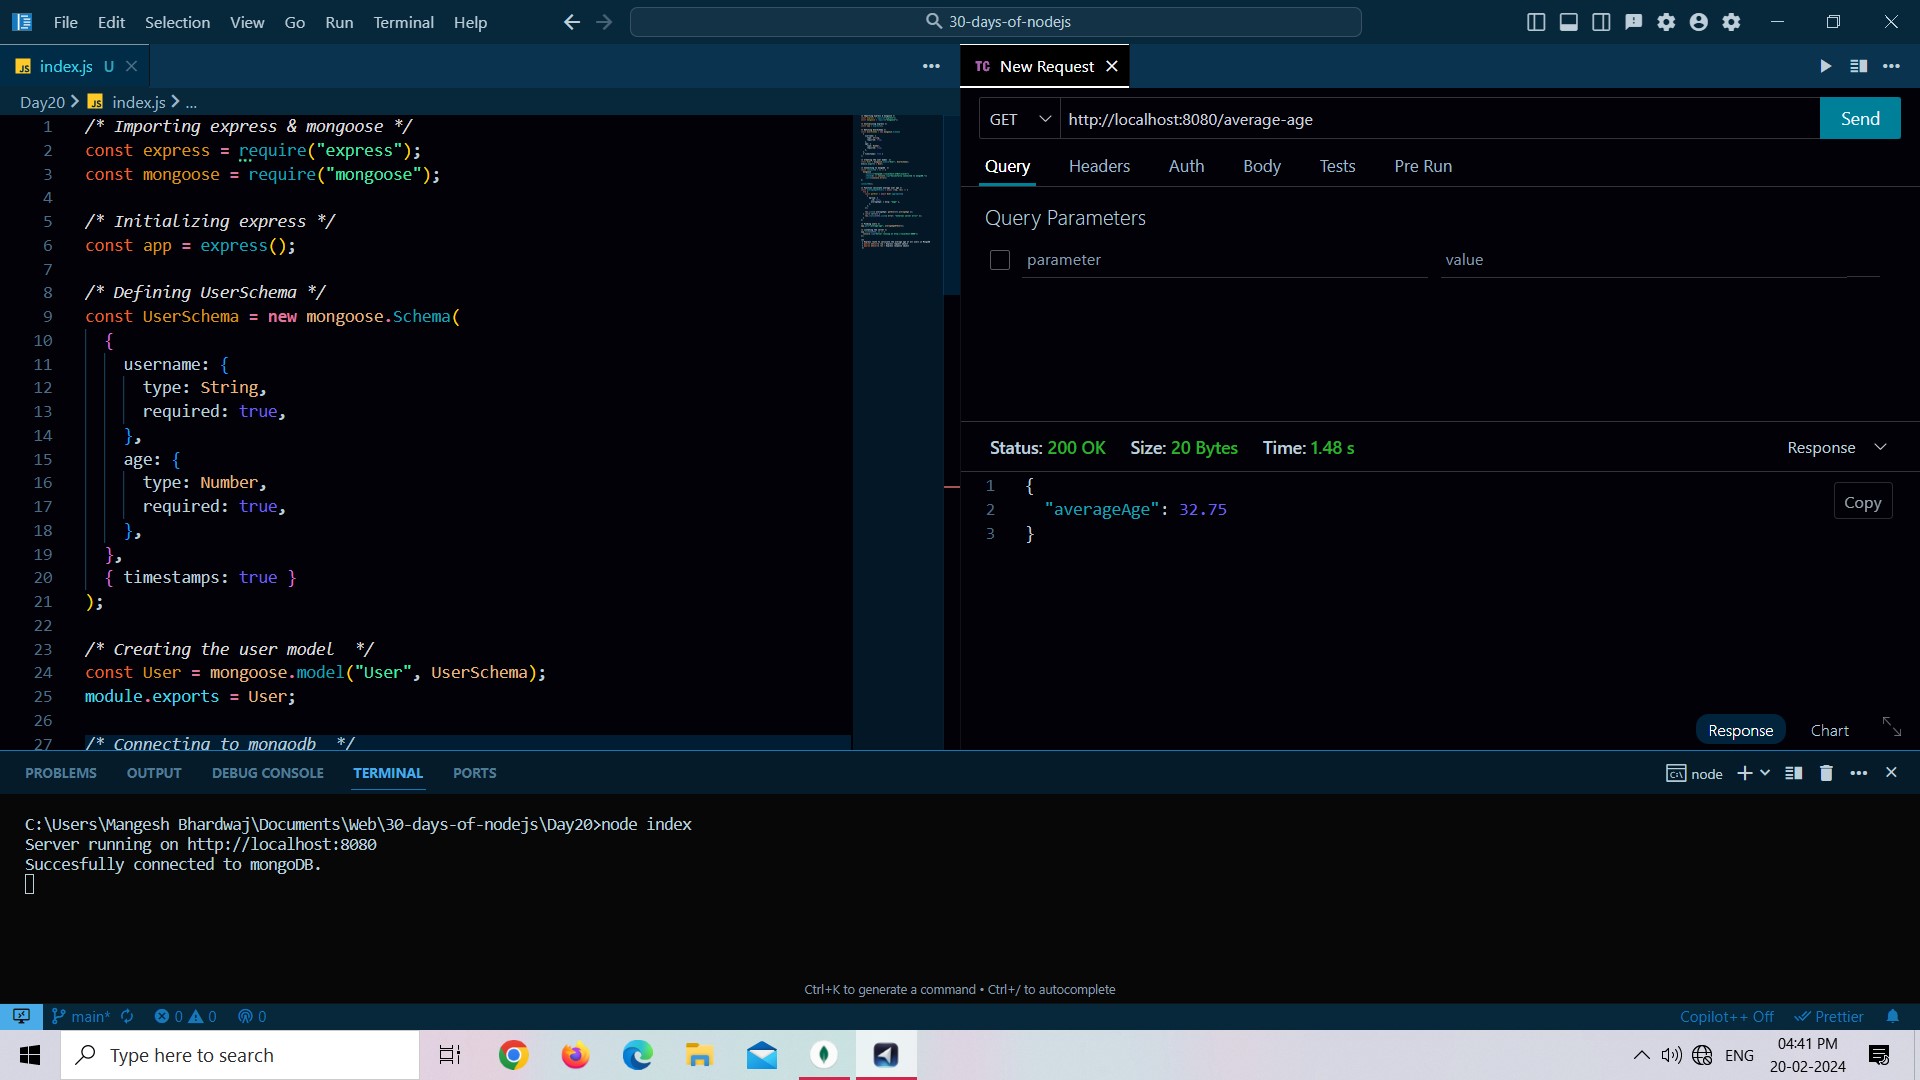 File Edit Selection View Go Run Terminal Help
30-days-of-nodejs
JS index.js U
TC New Request
Day20 > JS index.js > ...
1 /* Importing express & mongoose */
2 const express = require("express");
3 const mongoose = require("mongoose");
4
5 /* Initializing express */
6 const app = express();
7
8 /* Defining UserSchema */
9 const UserSchema = new mongoose.Schema(
10 {
11 username: {
12 type: String,
13 required: true,
14 },
15 age: {
16 type: Number,
17 required: true,
18 },
19 },
20 { timestamps: true }
21 );
22
23 /* Creating the user model  */
24 const User = mongoose.model("User", UserSchema);
25 module.exports = User;
26
27 /* Connecting to mongodb  */
GET http://localhost:8080/average-age Send
Query Headers Auth Body Tests Pre Run
Query Parameters
parameter value
Status: 200 OK Size: 20 Bytes Time: 1.48 s Response
1 {
2 "averageAge": 32.75
3 }
Copy
Response Chart
PROBLEMS OUTPUT DEBUG CONSOLE TERMINAL PORTS
node
C:\Users\Mangesh Bhardwaj\Documents\Web\30-days-of-nodejs\Day20>node index
Server running on http://localhost:8080
Succesfully connected to mongoDB.
Ctrl+K to generate a command • Ctrl+/ to autocomplete
main* 0 0 0
Copilot++ Off Prettier
Type here to search
ENG
04:41 PM
20-02-2024